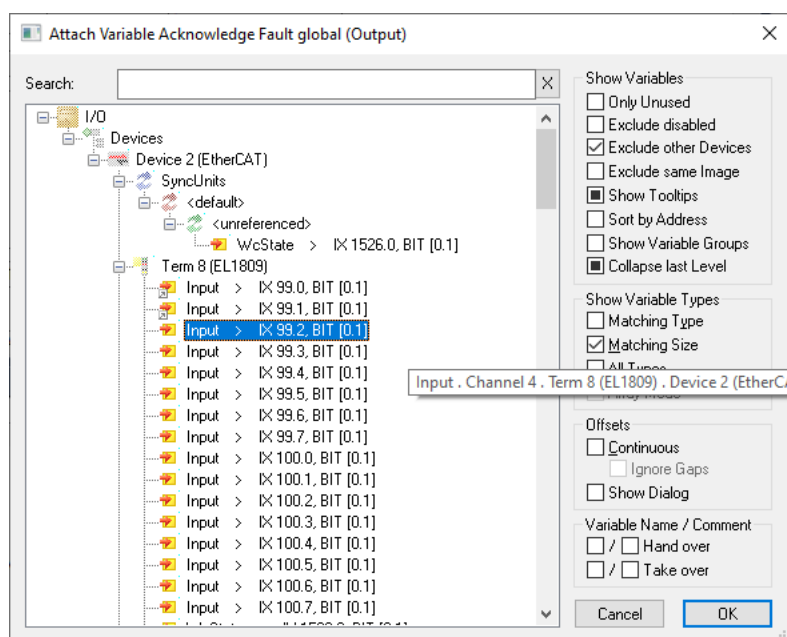 Attach Variable Acknowledge Fault global (Output)
Search:
X
I/O
Devices
Device 2 (EtherCAT)
SyncUnits
<default>
<unreferenced>
WcState > IX 1526.0, BIT [0.1]
Term 8 (EL1809)
Input > IX 99.0, BIT [0.1]
Input > IX 99.1, BIT [0.1]
Input > IX 99.2, BIT [0.1]
Input > IX 99.3, BIT [0.1]
Input > IX 99.4, BIT [0.1]
Input > IX 99.5, BIT [0.1]
Input > IX 99.6, BIT [0.1]
Input > IX 99.7, BIT [0.1]
Input > IX 100.0, BIT [0.1]
Input > IX 100.1, BIT [0.1]
Input > IX 100.2, BIT [0.1]
Input > IX 100.3, BIT [0.1]
Input > IX 100.4, BIT [0.1]
Input > IX 100.5, BIT [0.1]
Input > IX 100.6, BIT [0.1]
Input > IX 100.7, BIT [0.1]
Show Variables
Only Unused
Exclude disabled
Exclude other Devices
Exclude same Image
Show Tooltips
Sort by Address
Show Variable Groups
Collapse last Level
Show Variable Types
Matching Type
Matching Size
All Types
Input . Channel 4 . Term 8 (EL1809) . Device 2 (EtherCA
Offsets
Continuous
Ignore Gaps
Show Dialog
Variable Name / Comment
/ Hand over
/ Take over
Cancel
OK